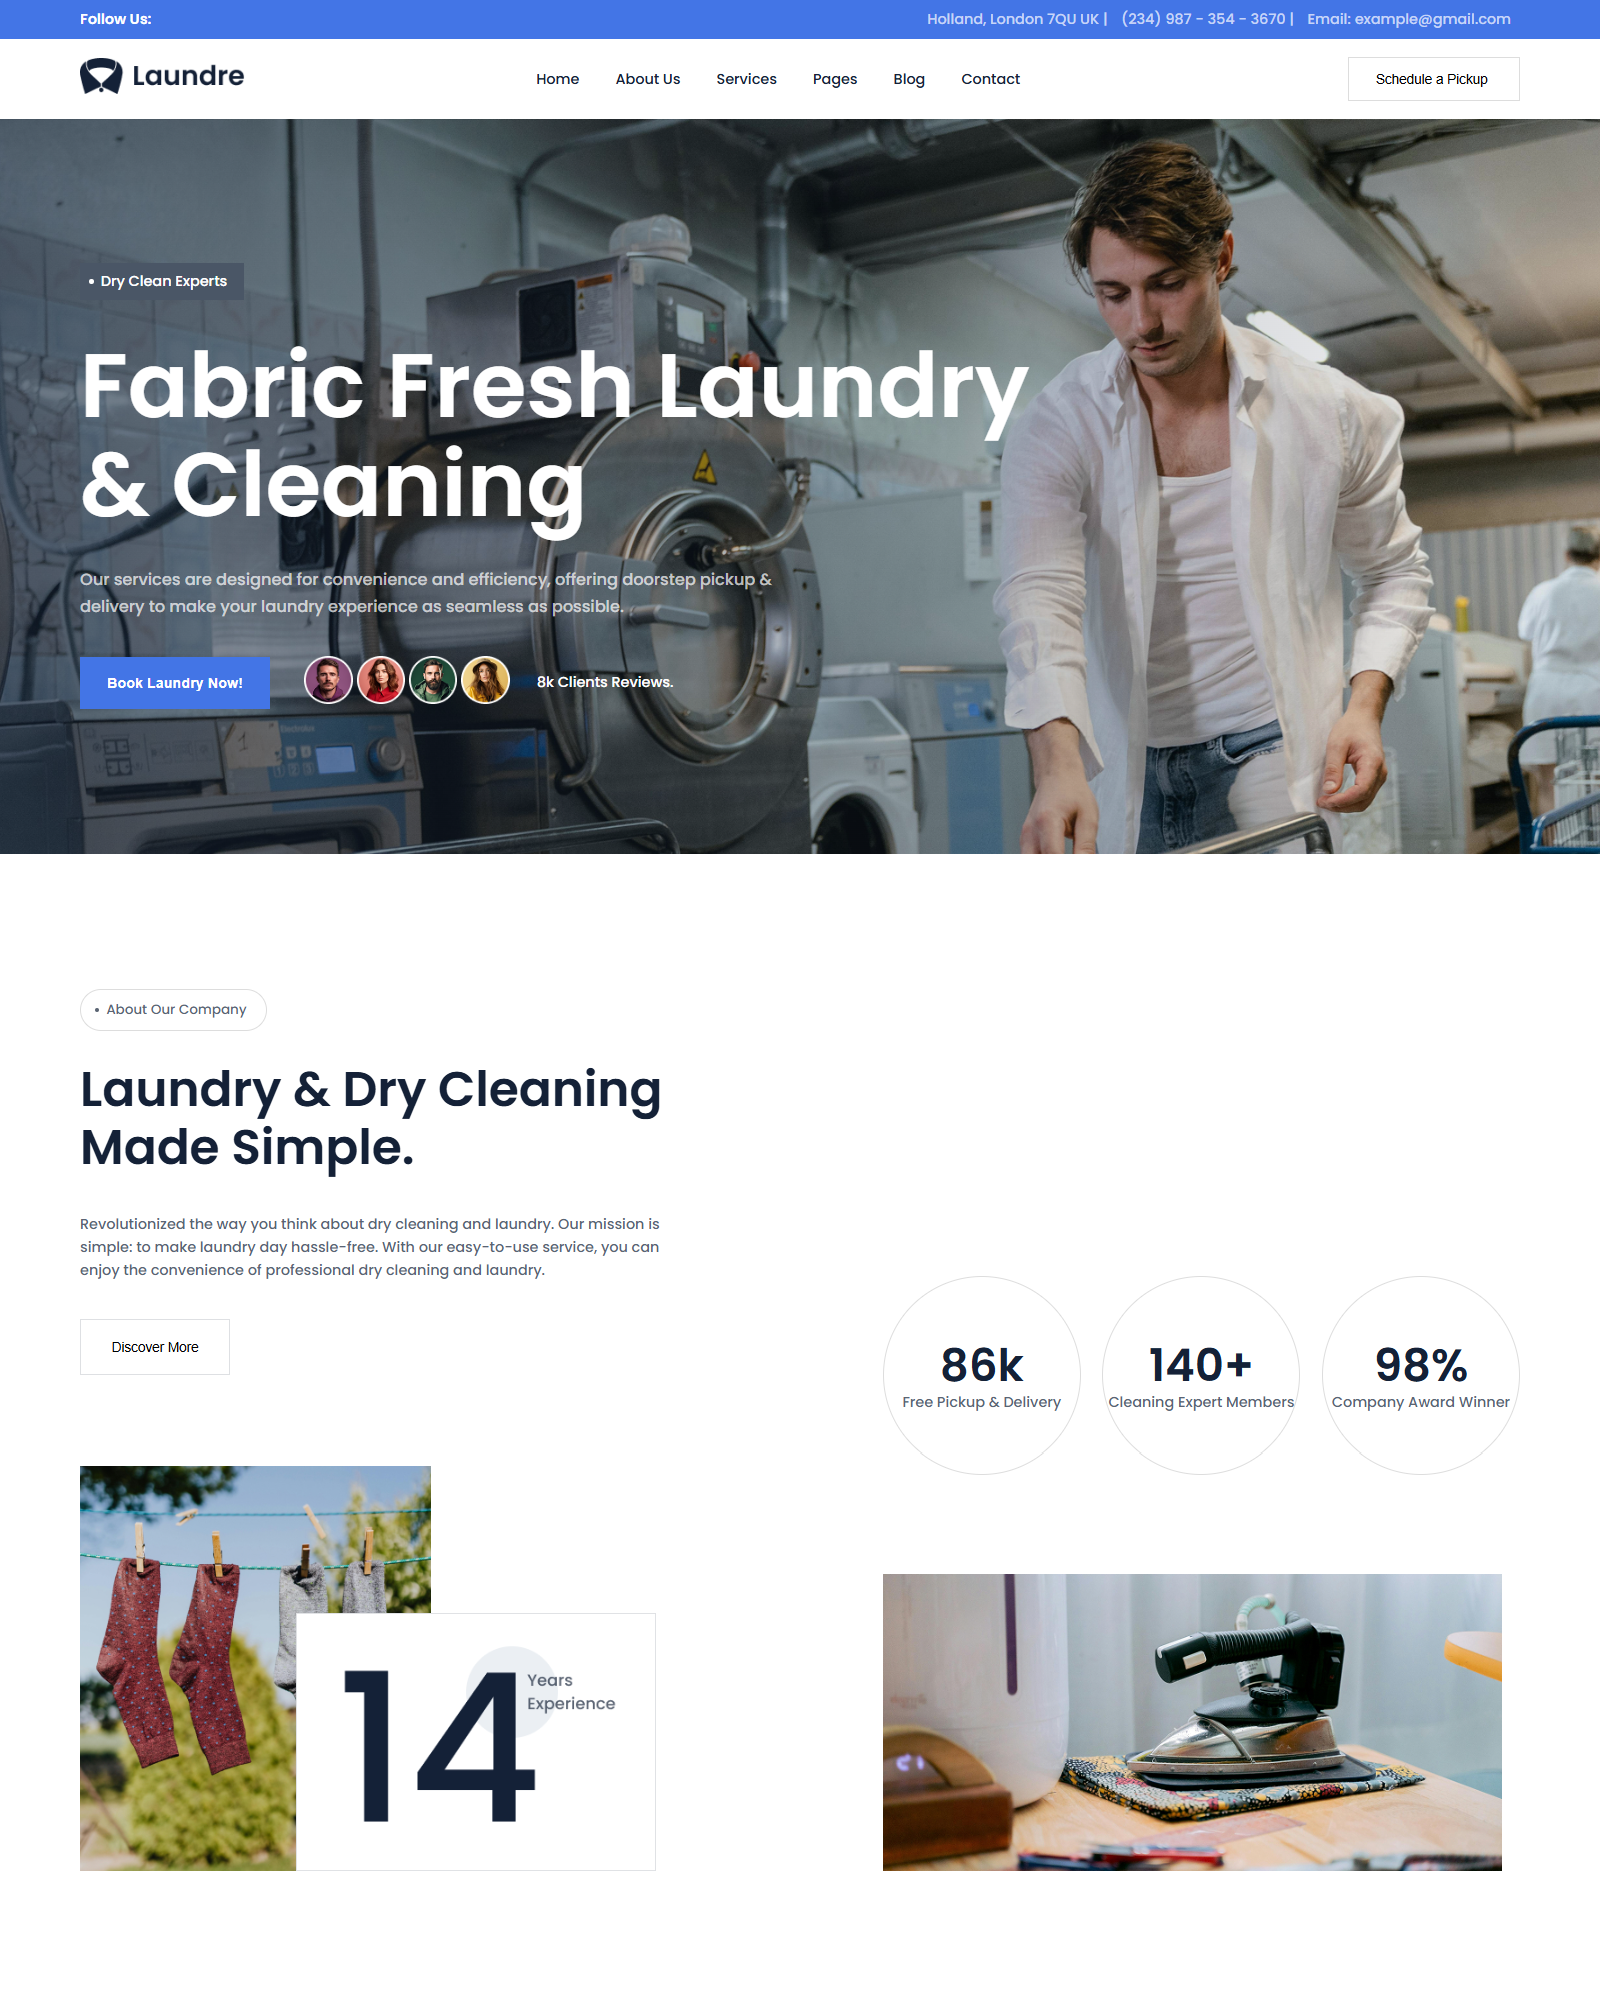 Follow Us:
Holland, London 7QU UK |
(234) 987 - 354 - 3670 |
Email: example@gmail.com
Laundre
Home
About Us
Services
Pages
Blog
Contact
Schedule a Pickup
• Dry Clean Experts
Fabric Fresh Laundry
& Cleaning
Our services are designed for convenience and efficiency, offering doorstep pickup &
delivery to make your laundry experience as seamless as possible.
Book Laundry Now!
8k Clients Reviews.
Electrolux
1
• About Our Company
Laundry & Dry Cleaning
Made Simple.
Revolutionized the way you think about dry cleaning and laundry. Our mission is
simple: to make laundry day hassle-free. With our easy-to-use service, you can
enjoy the convenience of professional dry cleaning and laundry.
Discover More
86k
Free Pickup & Delivery
140+
Cleaning Expert Members
98%
Company Award Winner
14
Years
Experience